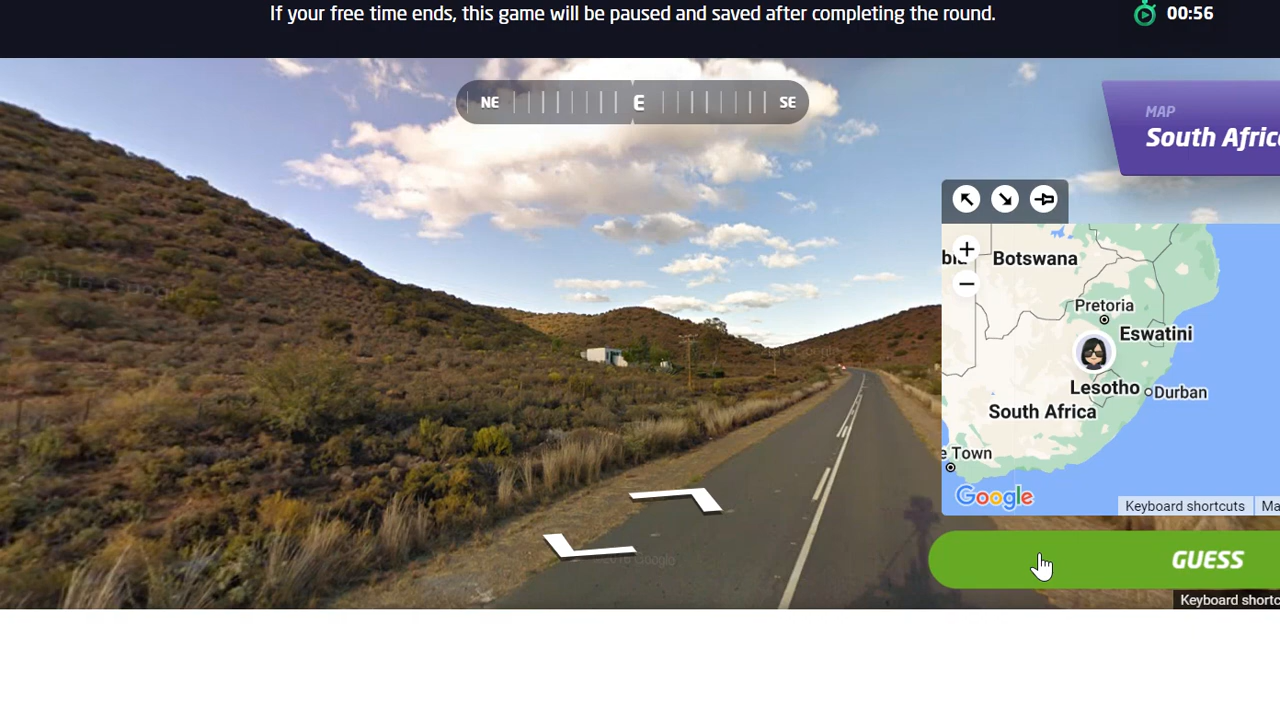 If your free time ends, this game will be paused and saved after completing the round.
00:56
NE
E
SE
MAP
South Afric
Botswana
Pretoria
Eswatini
Lesotho
Durban
South Africa
e Town
Google
Keyboard shortcuts
Ma
GUESS
©2016 Google
Keyboard shortc